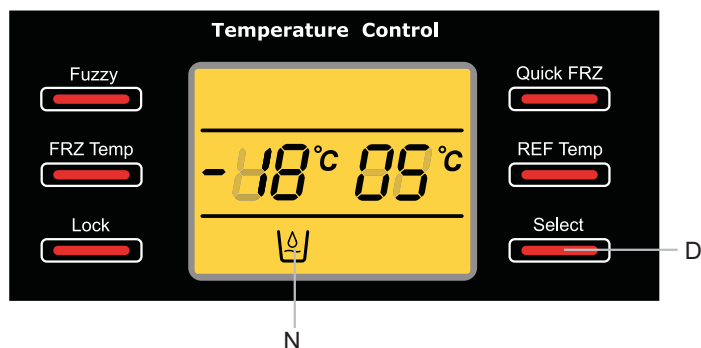 Temperature Control
Fuzzy
Quick FRZ
FRZ Temp
-18°C 05°C
REF Temp
Lock
Select
D
N